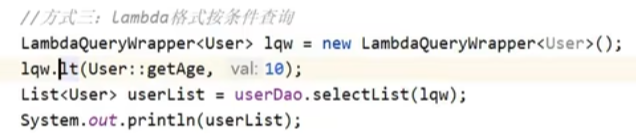 //方式三：Lambda格式按条件查询
LambdaQueryWrapper<User> lqw = new LambdaQueryWrapper<User>();
lqw.lt(User::getAge, val: 10);
List<User> userList = userDao.selectList(lqw);
System.out.println(userList);